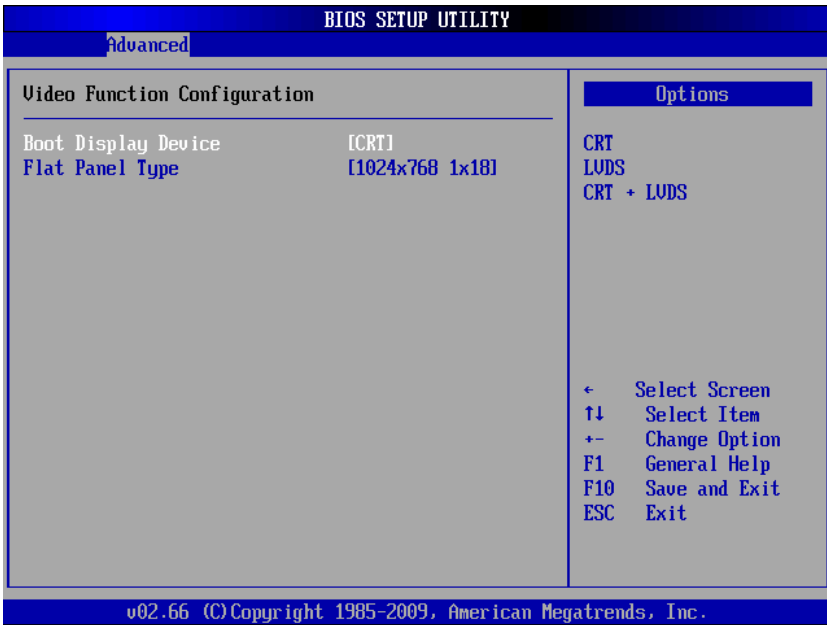 BIOS SETUP UTILITY
Advanced
Video Function Configuration
Boot Display Device [CRT]
Flat Panel Type [1024x768 1x18]
Options
CRT
LVDS
CRT + LVDS
← Select Screen
↑↓ Select Item
+- Change Option
F1 General Help
F10 Save and Exit
ESC Exit
v02.66 (C)Copyright 1985-2009, American Megatrends, Inc.